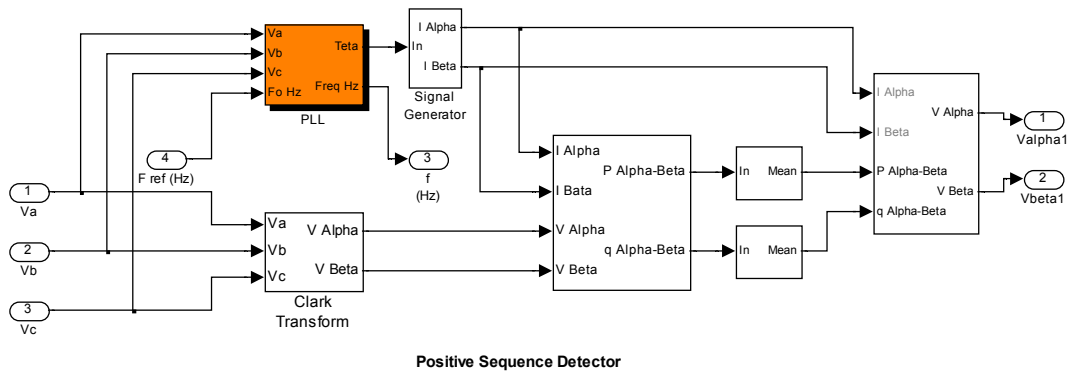 Va
Vb
Vc
Fo Hz
Teta
Freq Hz
PLL
In
I Alpha
I Beta
Signal
Generator
4
F ref (Hz)
3
f
(Hz)
1
Va
2
Vb
3
Vc
Va
Vb
Vc
V Alpha
V Beta
Clark
Transform
I Alpha
I Bata
V Alpha
V Beta
P Alpha-Beta
q Alpha-Beta
In Mean
In Mean
I Alpha
I Beta
P Alpha-Beta
q Alpha-Beta
V Alpha
V Beta
1
Valpha1
2
Vbeta1
Positive Sequence Detector